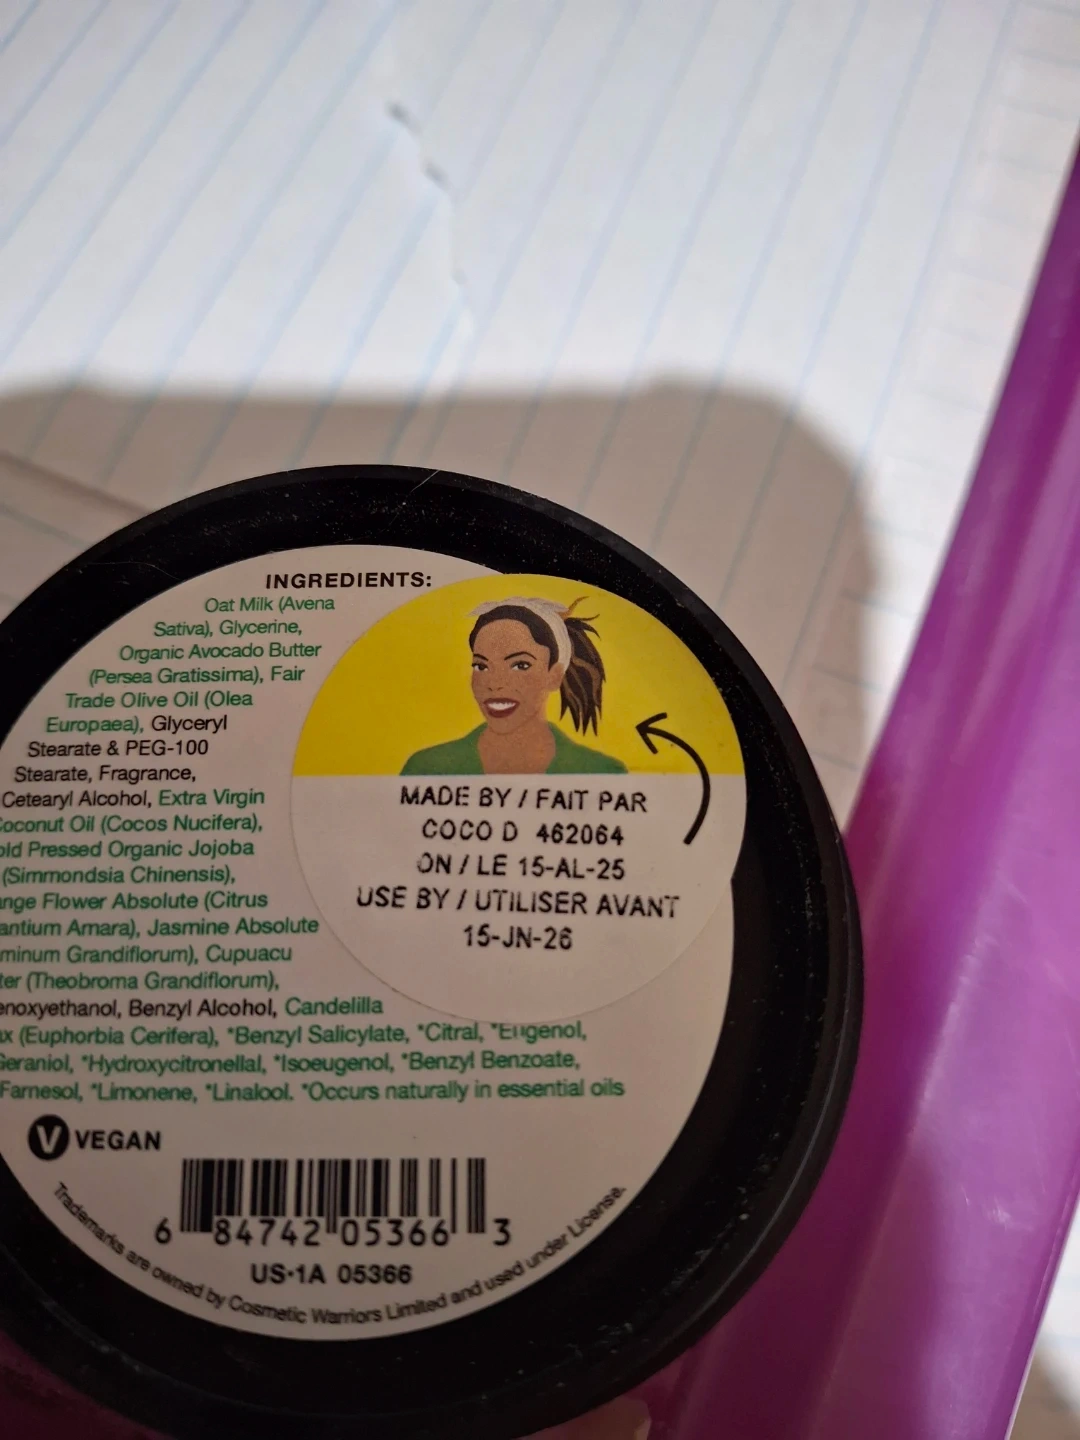 INGREDIENTS:
Oat Milk (Avena
Sativa), Glycerine,
Organic Avocado Butter
(Persea Gratissima), Fair
Trade Olive Oil (Olea
Europaea), Glyceryl
Stearate & PEG-100
Stearate, Fragrance,
Cetearyl Alcohol, Extra Virgin
Coconut Oil (Cocos Nucifera),
Pressed Organic Jojoba
(Simmondsia Chinensis),
Flower Absolute (Citrus
Amara), Jasmine Absolute
Grandiflorum), Cupuacu
(Theobroma Grandiflorum),
Benzyl Alcohol, Candelilla
(Euphorbia Cerifera), *Benzyl Salicylate, *Citral, *Eugenol,
Geraniol, *Hydroxycitronellal, *Isoeugenol, *Benzyl Benzoate,
Farnesol, *Limonene, *Linalool. *Occurs naturally in essential oils
MADE BY / FAIT PAR
COCO D 462064
ON / LE 15-AL-25
USE BY / UTILISER AVANT
15-JN-26
V VEGAN
6 84742 05366 3
US•1A 05366
Trademarks are owned by Cosmetic Warriors Limited and used under License.